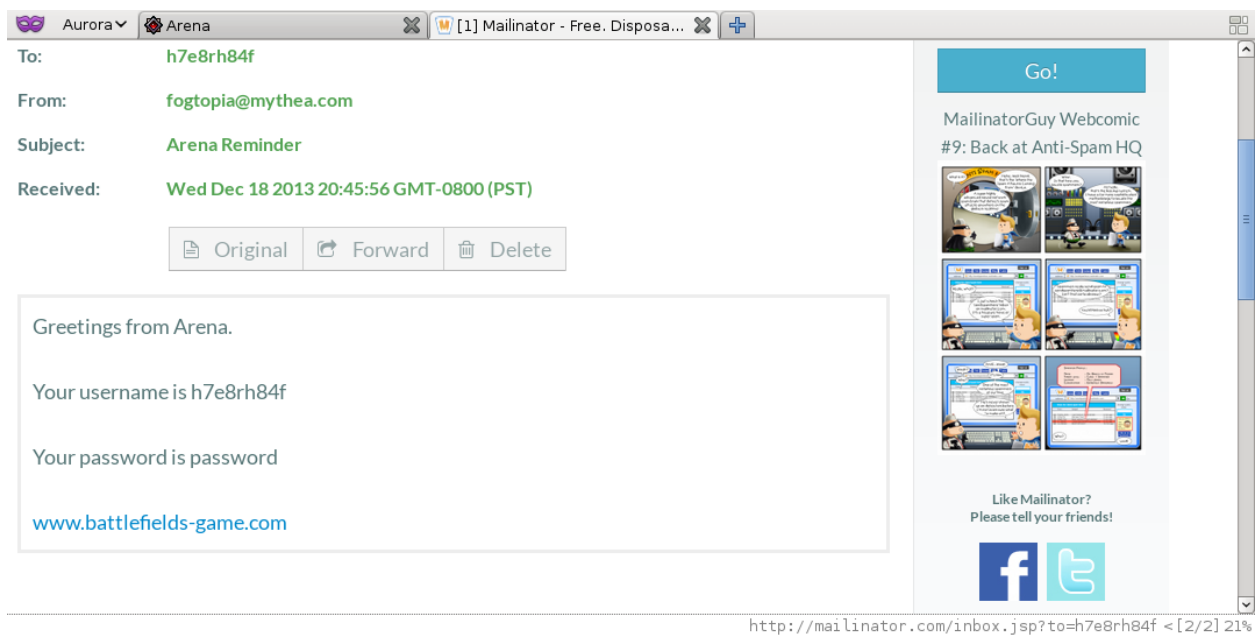 Aurora
Arena
[1] Mailinator - Free. Disposa...
To: h7e8rh84f
From: fogtopia@mythea.com
Subject: Arena Reminder
Received: Wed Dec 18 2013 20:45:56 GMT-0800 (PST)
Original Forward Delete
Greetings from Arena.
Your username is h7e8rh84f
Your password is password
www.battlefields-game.com
Go!
MailinatorGuy Webcomic
#9: Back at Anti-Spam HQ
Like Mailinator?
Please tell your friends!
http://mailinator.com/inbox.jsp?to=h7e8rh84f <[2/2]21%